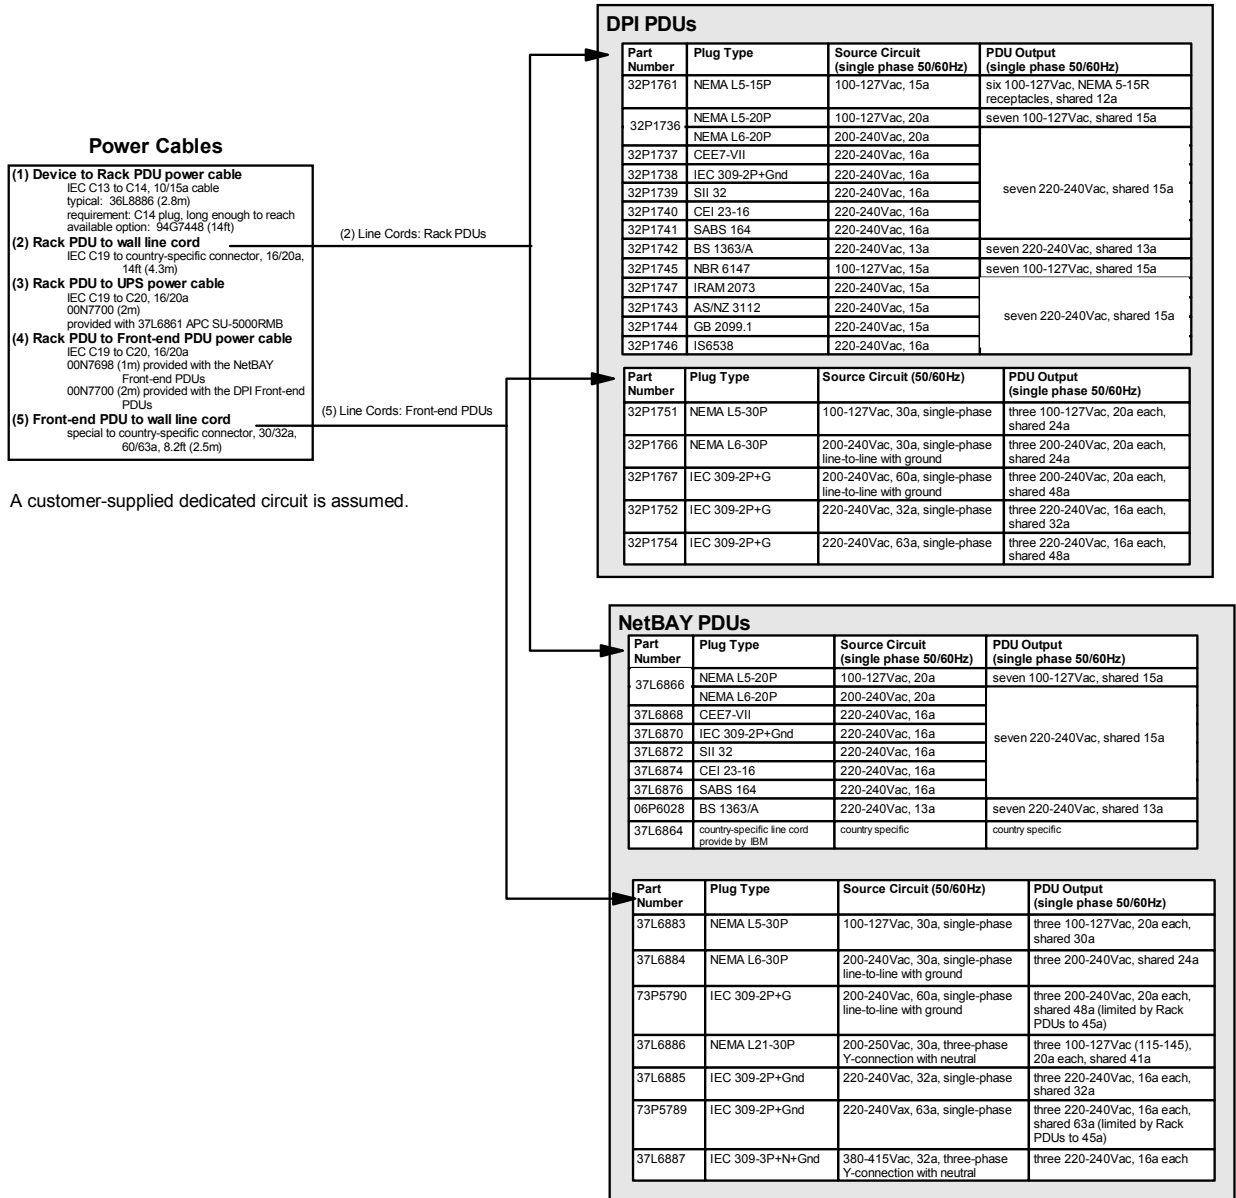 Power Cables
(1) Device to Rack PDU power cable
IEC C13 to C14, 10/15a cable
typical: 36L8886 (2.8m)
requirement: C14 plug, long enough to reach
available option: 94G7448 (14ft)
(2) Rack PDU to wall line cord
IEC C19 to country-specific connector, 16/20a,
14ft (4.3m)
(3) Rack PDU to UPS power cable
IEC C19 to C20, 16/20a
00N7700 (2m)
provided with 37L6861 APC SU-5000RMB
(4) Rack PDU to Front-end PDU power cable
IEC C19 to C20, 16/20a
00N7698 (1m) provided with the NetBAY
Front-end PDUs
00N7700 (2m) provided with the DPI Front-end
PDUs
(5) Front-end PDU to wall line cord
special to country-specific connector, 30/32a,
60/63a, 8.2ft (2.5m)
A customer-supplied dedicated circuit is assumed.
(2) Line Cords: Rack PDUs
(5) Line Cords: Front-end PDUs
DPI PDUs
Part Number Plug Type Source Circuit (single phase 50/60Hz) PDU Output (single phase 50/60Hz)
32P1761 NEMA L5-15P 100-127Vac, 15a six 100-127Vac, NEMA 5-15R receptacles, shared 12a
32P1736 NEMA L5-20P 100-127Vac, 20a seven 100-127Vac, shared 15a
NEMA L6-20P 200-240Vac, 20a
32P1737 CEE7-VII 220-240Vac, 16a
32P1738 IEC 309-2P+Gnd 220-240Vac, 16a
32P1739 SII 32 220-240Vac, 16a seven 220-240Vac, shared 15a
32P1740 CEI 23-16 220-240Vac, 16a
32P1741 SABS 164 220-240Vac, 16a
32P1742 BS 1363/A 220-240Vac, 13a seven 220-240Vac, shared 13a
32P1745 NBR 6147 100-127Vac, 15a seven 100-127Vac, shared 15a
32P1747 IRAM 2073 220-240Vac, 15a
32P1743 AS/NZ 3112 220-240Vac, 15a seven 220-240Vac, shared 15a
32P1744 GB 2099.1 220-240Vac, 15a
32P1746 IS6538 220-240Vac, 16a
Part Number Plug Type Source Circuit (50/60Hz) PDU Output (single phase 50/60Hz)
32P1751 NEMA L5-30P 100-127Vac, 30a, single-phase three 100-127Vac, 20a each, shared 24a
32P1766 NEMA L6-30P 200-240Vac, 30a, single-phase line-to-line with ground three 200-240Vac, 20a each, shared 24a
32P1767 IEC 309-2P+G 200-240Vac, 60a, single-phase line-to-line with ground three 200-240Vac, 20a each, shared 48a
32P1752 IEC 309-2P+G 220-240Vac, 32a, single-phase three 220-240Vac, 16a each, shared 32a
32P1754 IEC 309-2P+G 220-240Vac, 63a, single-phase three 220-240Vac, 16a each, shared 48a
NetBAY PDUs
Part Number Plug Type Source Circuit (single phase 50/60Hz) PDU Output (single phase 50/60Hz)
37L6866 NEMA L5-20P 100-127Vac, 20a seven 100-127Vac, shared 15a
NEMA L6-20P 200-240Vac, 20a
37L6868 CEE7-VII 220-240Vac, 16a
37L6870 IEC 309-2P+Gnd 220-240Vac, 16a seven 220-240Vac, shared 15a
37L6872 SII 32 220-240Vac, 16a
37L6874 CEI 23-16 220-240Vac, 16a
37L6876 SABS 164 220-240Vac, 16a
06P6028 BS 1363/A 220-240Vac, 13a seven 220-240Vac, shared 13a
37L6864 country-specific line cord provide by IBM country specific country specific
Part Number Plug Type Source Circuit (50/60Hz) PDU Output (single phase 50/60Hz)
37L6883 NEMA L5-30P 100-127Vac, 30a, single-phase three 100-127Vac, 20a each, shared 30a
37L6884 NEMA L6-30P 200-240Vac, 30a, single-phase line-to-line with ground three 200-240Vac, shared 24a
73P5790 IEC 309-2P+G 200-240Vac, 60a, single-phase line-to-line with ground three 200-240Vac, 20a each, shared 48a (limited by Rack PDUs to 45a)
37L6886 NEMA L21-30P 200-250Vac, 30a, three-phase Y-connection with neutral three 100-127Vac (115-145), 20a each, shared 41a
37L6885 IEC 309-2P+Gnd 220-240Vac, 32a, single-phase three 220-240Vac, 16a each, shared 32a
73P5789 IEC 309-2P+Gnd 220-240Vax, 63a, single-phase three 220-240Vac, 16a each, shared 63a (limited by Rack PDUs to 45a)
37L6887 IEC 309-3P+N+Gnd 380-415Vac, 32a, three-phase Y-connection with neutral three 220-240Vac, 16a each